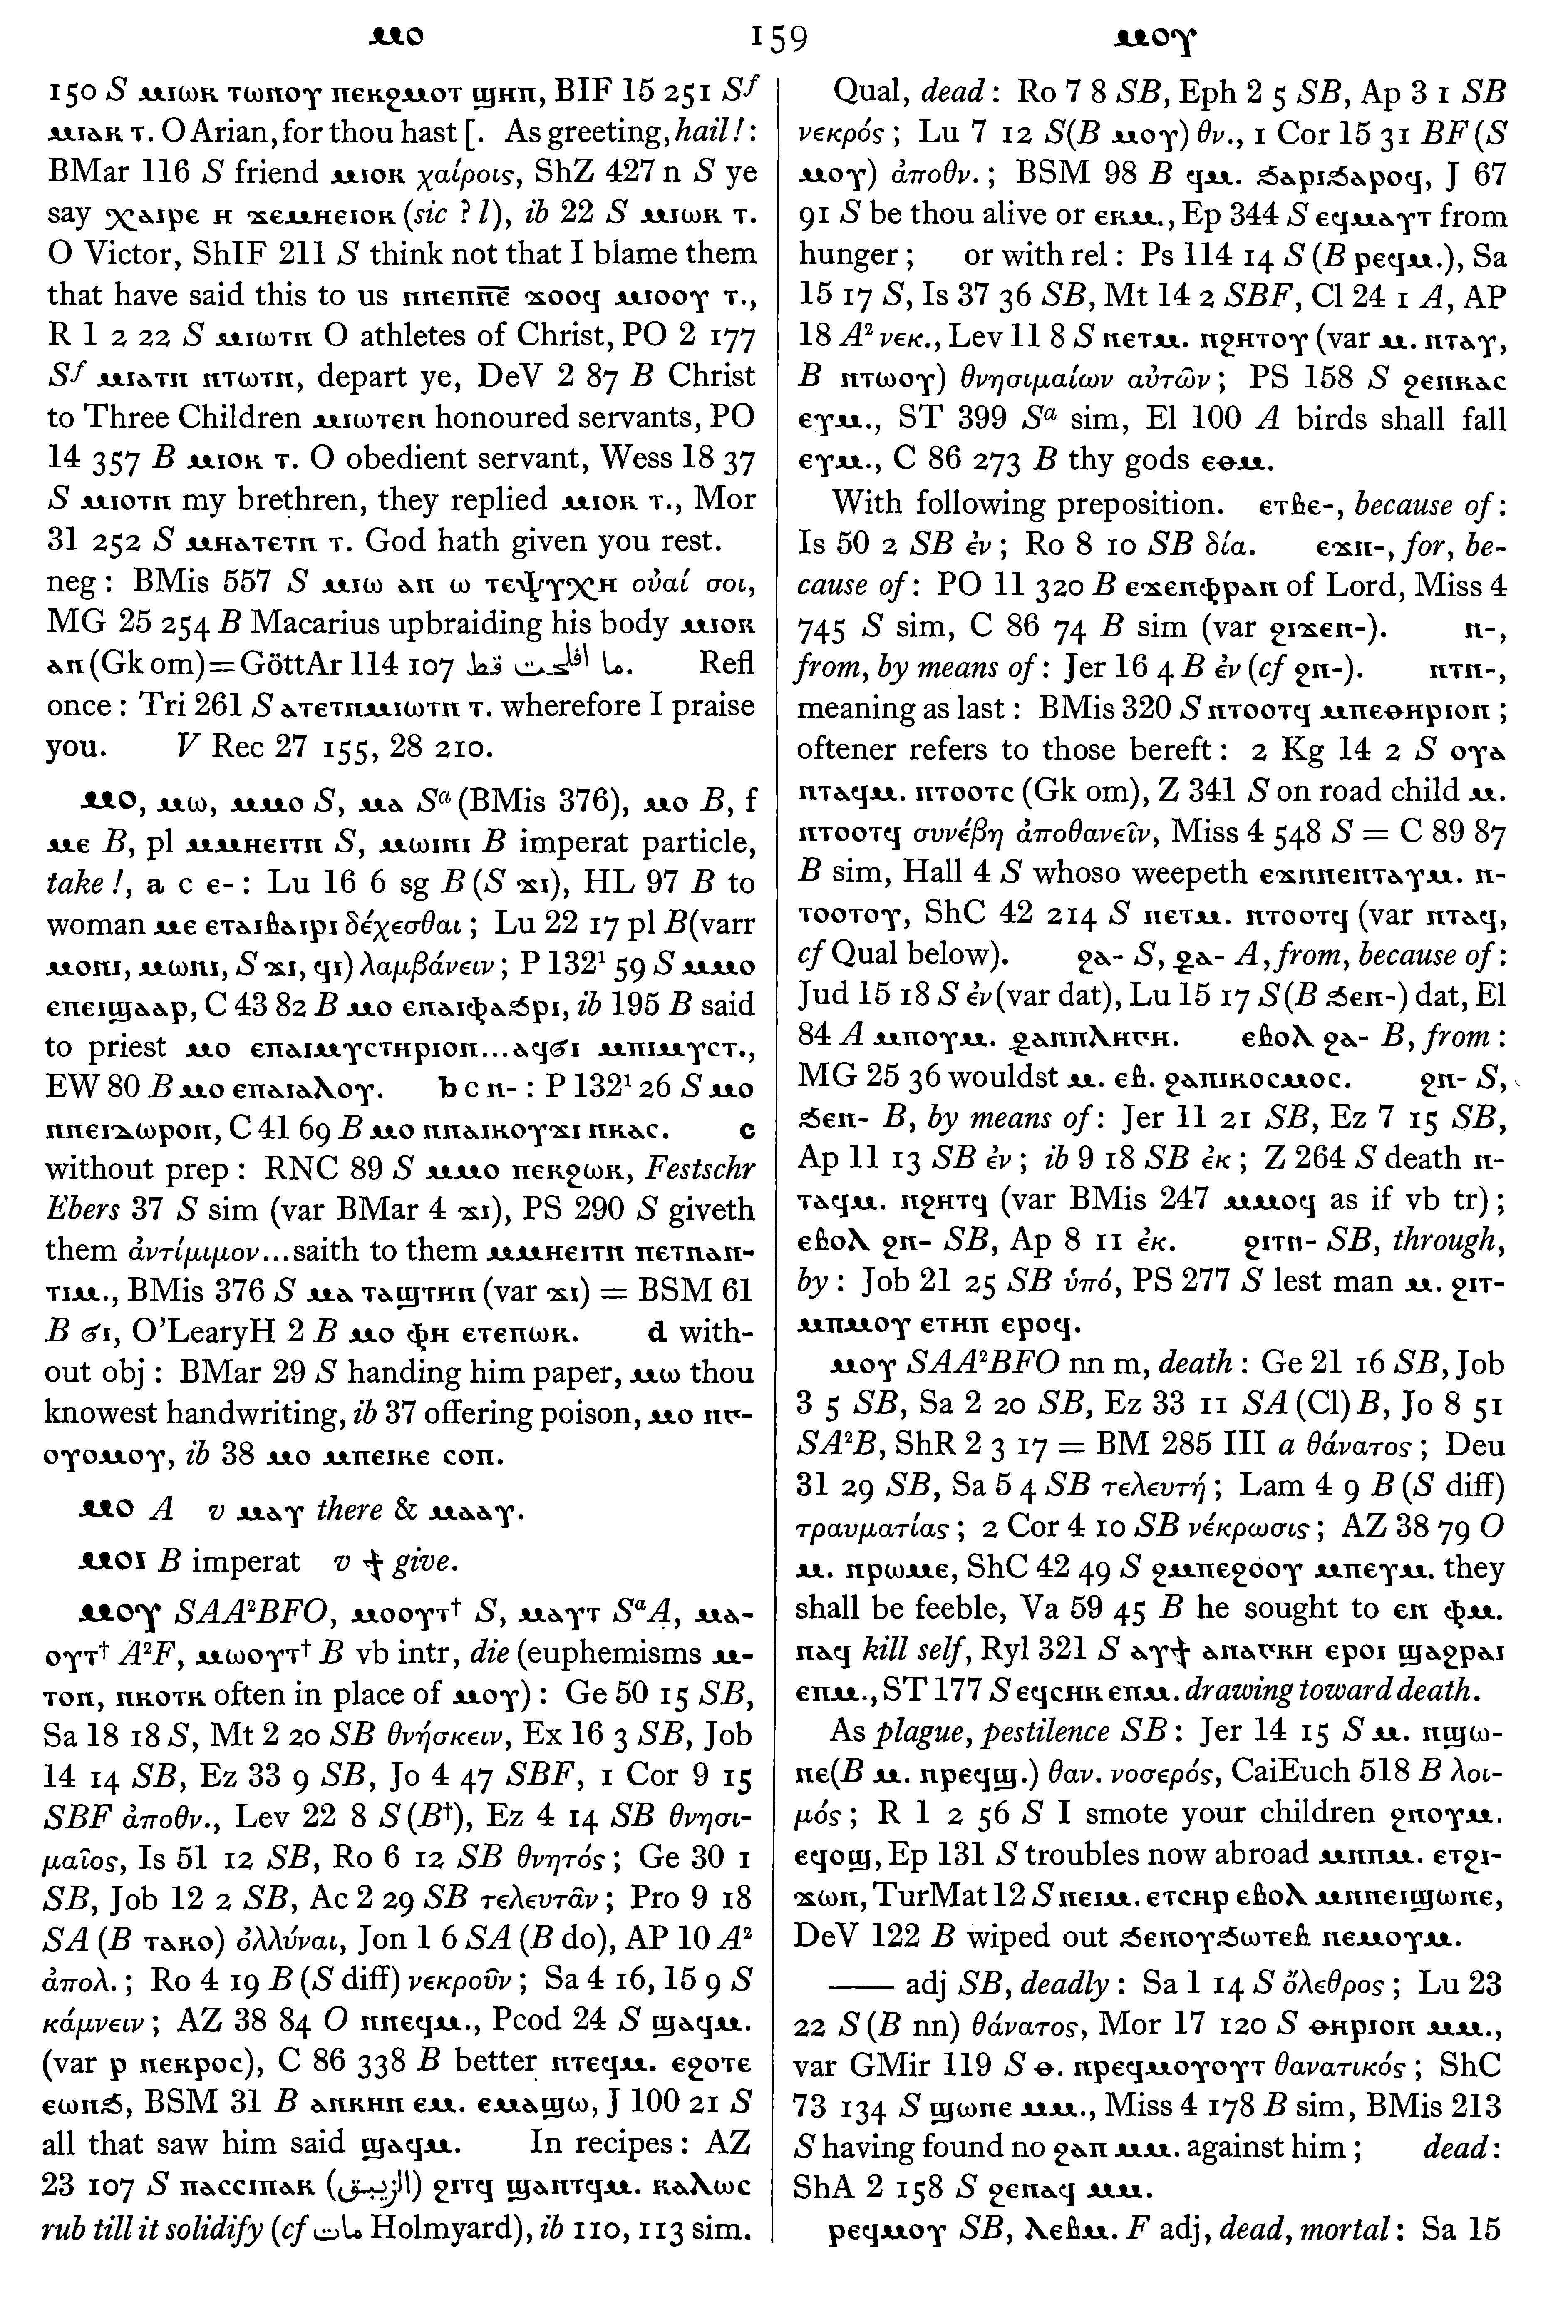 ⲙⲟ 159 ⲙⲟⲩ
150 S ⲙⲓⲱⲕ ⲧⲱⲛⲟⲩ ⲡⲉⲕϩⲙⲟⲧ ϣⲏⲡ, BIF 15 251 Sf
ⲙⲓⲁⲕ ⲧ. O Arian, for thou hast [. As greeting, hail! :
BMar 116 S friend ⲙⲓⲟⲕ χαίροις, ShZ 427 n S ye
say ⲭⲁⲓⲣⲉ ⲏ ϫⲉⲙⲏⲉⲓⲟⲕ (sic ? l), ib 22 S ⲙⲓⲱⲕ ⲧ.
O Victor, ShIF 211 S think not that I blame them
that have said this to us ⲛⲡⲉⲛⲡ̅ⲉ̅ ϫⲟⲟϥ ⲙⲓⲟⲟⲩ ⲧ.,
R 1 2 22 S ⲙⲓⲱⲧⲛ O athletes of Christ, PO 2 177
Sf ⲙⲓⲁⲧⲛ ⲛⲧⲱⲧⲛ, depart ye, DeV 2 87 B Christ
to Three Children ⲙⲓⲱⲧⲉⲛ honoured servants, PO
14 357 B ⲙⲓⲟⲕ ⲧ. O obedient servant, Wess 18 37
S ⲙⲓⲟⲧⲛ my brethren, they replied ⲙⲓⲟⲕ ⲧ., Mor
31 252 S ⲙⲏⲁⲧⲉⲧⲛ ⲧ. God hath given you rest.
neg : BMis 557 S ⲙⲓⲱ ⲁⲛ ⲱ ⲧⲉⲯⲩⲭⲏ οὐαί σοι,
MG 25 254 B Macarius upbraiding his body ⲙⲓⲟⲕ
ⲁⲛ (Gk om)=GöttAr 114 107 ما افلحت قط. Refl
once : Tri 261 S ⲁⲧⲉⲧⲛⲙⲓⲱⲧⲛ ⲧ. wherefore I praise
you. V Rec 27 155, 28 210.
ⲙⲟ, ⲙⲱ, ⲙⲙⲟ S, ⲙⲁ Sa (BMis 376), ⲙⲟ B, f
ⲙⲉ B, pl ⲙⲙⲏⲉⲓⲧⲛ S, ⲙⲱⲓⲛⲓ B imperat particle,
take !, a c ⲉ- : Lu 16 6 sg B (S ϫⲓ), HL 97 B to
woman ⲙⲉ ⲉⲧⲁⲓⲃⲁⲓⲣⲓ δέχεσθαι ; Lu 22 17 pl B(varr
ⲙⲟⲛⲓ, ⲙⲱⲛⲓ, S ϫⲓ, ϥⲓ) λαμβάνειν ; P 132¹ 59 S ⲙⲙⲟ
ⲉⲡⲉⲓϣⲁⲁⲣ, C 43 82 B ⲙⲟ ⲉⲡⲁⲓⲫⲁϧⲣⲓ, ib 195 B said
to priest ⲙⲟ ⲉⲡⲁⲓⲙⲩⲥⲧⲏⲣⲓⲟⲛ...ⲁϥϭⲓ ⲙⲡⲓⲙⲩⲥⲧ.,
EW 80 B ⲙⲟ ⲉⲡⲁⲓⲁⲗⲟⲩ. b c ⲛ- : P 132¹ 26 S ⲙⲟ
ⲛⲛⲉⲓⲇⲱⲣⲟⲛ, C 41 69 B ⲙⲟ ⲛⲡⲁⲓⲕⲟⲩϫⲓ ⲛⲕⲁⲥ. c
without prep : RNC 89 S ⲙⲙⲟ ⲡⲉⲕϩⲱⲕ, Festschr
Ebers 37 S sim (var BMar 4 ϫⲓ), PS 290 S giveth
them ἀντίμιμον...saith to them ⲙⲙⲏⲉⲓⲧⲛ ⲡⲉⲧⲛⲁⲛ-
ⲧⲓⲙ., BMis 376 S ⲙⲁ ⲧⲁϣⲧⲏⲛ (var ϫⲓ) = BSM 61
B ϭⲓ, O'LearyH 2 B ⲙⲟ ⲫⲏ ⲉⲧⲉⲡⲱⲕ. d with-
out obj : BMar 29 S handing him paper, ⲙⲱ thou
knowest handwriting, ib 37 offering poison, ⲙⲟ ⲛⲅ-
ⲟⲩⲟⲙⲟⲩ, ib 38 ⲙⲟ ⲙⲡⲉⲓⲕⲉ ⲥⲟⲡ.
ⲙⲟ A v ⲙⲁⲩ there & ⲙⲁⲁⲩ.
ⲙⲟⲓ B imperat v ϯ give.
ⲙⲟⲩ SAA²BFO, ⲙⲟⲟⲩⲧ† S, ⲙⲁⲩⲧ SaA, ⲙⲁ-
ⲟⲩⲧ† A²F, ⲙⲱⲟⲩⲧ† B vb intr, die (euphemisms ⲙ-
ⲧⲟⲛ, ⲛⲕⲟⲧⲕ often in place of ⲙⲟⲩ) : Ge 50 15 SB,
Sa 18 18 S, Mt 2 20 SB θνήσκειν, Ex 16 3 SB, Job
14 14 SB, Ez 33 9 SB, Jo 4 47 SBF, 1 Cor 9 15
SBF ἀποθν., Lev 22 8 S (B†), Ez 4 14 SB θνησι-
μαῖος, Is 51 12 SB, Ro 6 12 SB θνητός ; Ge 30 1
SB, Job 12 2 SB, Ac 2 29 SB τελευτᾶν ; Pro 9 18
SA (B ⲧⲁⲕⲟ) ὀλλύναι, Jon 1 6 SA (B do), AP 10 A²
ἀπολ. ; Ro 4 19 B (S diff) νεκροῦν ; Sa 4 16, 15 9 S
κάμνειν ; AZ 38 84 O ⲛⲛⲉϥⲙ., Pcod 24 S ϣⲁϥⲙ.
(var ⲣ ⲛⲉⲕⲣⲟⲥ), C 86 338 B better ⲛⲧⲉϥⲙ. ⲉϩⲟⲧⲉ
ⲉⲱⲛϧ, BSM 31 B ⲁⲛⲕⲏⲛ ⲉⲙ. ⲉⲙⲁϣⲱ, J 100 21 S
all that saw him said ϣⲁϥⲙ. In recipes : AZ
23 107 S ⲡⲁⲥⲥⲓⲡⲁⲕ (الزيبق) ϩⲓⲧϥ ϣⲁⲛⲧϥⲙ. ⲕⲁⲗⲱⲥ
rub till it solidify (cf مات Holmyard), ib 110, 113 sim.
Qual, dead : Ro 7 8 SB, Eph 2 5 SB, Ap 3 1 SB
νεκρός ; Lu 7 12 S(B ⲙⲟⲩ) θν., 1 Cor 15 31 BF (S
ⲙⲟⲩ) ἀποθν. ; BSM 98 B ϥⲙ. ϧⲁⲣⲓϧⲁⲣⲟϥ, J 67
91 S be thou alive or ⲉⲕⲙ., Ep 344 S ⲉϥⲙⲁⲩⲧ from
hunger ; or with rel : Ps 114 14 S (B ⲣⲉϥⲙ.), Sa
15 17 S, Is 37 36 SB, Mt 14 2 SBF, Cl 24 1 A, AP
18 A² νεκ., Lev 11 8 S ⲡⲉⲧⲙ. ⲛϩⲏⲧⲟⲩ (var ⲙ. ⲛⲧⲁⲩ,
B ⲛⲧⲱⲟⲩ) θνησιμαίων αὐτῶν ; PS 158 S ϩⲉⲛⲕⲁⲥ
ⲉⲩⲙ., ST 399 Sa sim, El 100 A birds shall fall
ⲉⲩⲙ., C 86 273 B thy gods ⲉⲑⲙ.
With following preposition. ⲉⲧⲃⲉ-, because of :
Is 50 2 SB ἐν ; Ro 8 10 SB διά. ⲉϫⲛ-, for, be-
cause of : PO 11 320 B ⲉϫⲉⲛⲫⲣⲁⲛ of Lord, Miss 4
745 S sim, C 86 74 B sim (var ϩⲓϫⲉⲛ-). ⲛ-,
from, by means of : Jer 16 4 B ἐν (cf ϩⲛ-). ⲛⲧⲛ-,
meaning as last : BMis 320 S ⲛⲧⲟⲟⲧϥ ⲙⲡⲉⲑⲏⲣⲓⲟⲛ ;
oftener refers to those bereft : 2 Kg 14 2 S ⲟⲩⲁ
ⲛⲧⲁϥⲙ. ⲛⲧⲟⲟⲧⲥ (Gk om), Z 341 S on road child ⲙ.
ⲛⲧⲟⲟⲧϥ συνέβη ἀποθανεῖν, Miss 4 548 S = C 89 87
B sim, Hall 4 S whoso weepeth ⲉϫⲛⲛⲉⲛⲧⲁⲩⲙ. ⲛ-
ⲧⲟⲟⲧⲟⲩ, ShC 42 214 S ⲡⲉⲧⲙ. ⲛⲧⲟⲟⲧϥ (var ⲛⲧⲁϥ,
cf Qual below). ϩⲁ- S, ϩ̱ⲁ- A, from, because of :
Jud 15 18 S ἐν (var dat), Lu 15 17 S (B ϧⲉⲛ-) dat, El
84 A ⲙⲡⲟⲩⲙ. ϩ̱ⲁⲛⲡⲗⲏⲅⲏ. ⲉⲃⲟⲗ ϩⲁ- B, from :
MG 25 36 wouldst ⲙ. ⲉⲃ. ϩⲁⲡⲓⲕⲟⲥⲙⲟⲥ. ϩⲛ- S,
ϧⲉⲛ- B, by means of : Jer 11 21 SB, Ez 7 15 SB,
Ap 11 13 SB ἐν ; ib 9 18 SB ἐκ ; Z 264 S death ⲛ-
ⲧⲁϥⲙ. ⲛϩⲏⲧϥ (var BMis 247 ⲙⲙⲟϥ as if vb tr) ;
ⲉⲃⲟⲗ ϩⲛ- SB, Ap 8 11 ἐκ. ϩⲓⲧⲛ- SB, through,
by : Job 21 25 SB ὑπό, PS 277 S lest man ⲙ. ϩⲓⲧ-
ⲙⲡⲙⲟⲩ ⲉⲧⲏⲡ ⲉⲣⲟϥ.
ⲙⲟⲩ SAA²BFO nn m, death : Ge 21 16 SB, Job
3 5 SB, Sa 2 20 SB, Ez 33 11 SA (Cl) B, Jo 8 51
SA²B, ShR 2 3 17 = BM 285 III a θάνατος ; Deu
31 29 SB, Sa 5 4 SB τελευτή ; Lam 4 9 B (S diff)
τραυματίας ; 2 Cor 4 10 SB νέκρωσις ; AZ 38 79 O
ⲙ. ⲛⲣⲱⲙⲉ, ShC 42 49 S ϩⲙⲡⲉϩⲟⲟⲩ ⲙⲡⲉⲩⲙ. they
shall be feeble, Va 59 45 B he sought to ⲉⲛ ⲫⲙ.
ⲛⲁϥ kill self, Ryl 321 S ⲁⲩϯ ⲁⲛⲁⲅⲕⲏ ⲉⲣⲟⲓ ϣⲁϩⲣⲁⲓ
ⲉⲡⲙ., ST 177 S ⲉϥⲥⲏⲕ ⲉⲡⲙ. drawing toward death.
As plague, pestilence SB : Jer 14 15 S ⲙ. ⲛϣⲱ-
ⲛⲉ(B ⲙ. ⲛⲣⲉϥϣ.) θαν. νοσερός, CaiEuch 518 B λοι-
μός ; R 1 2 56 S I smote your children ϩⲛⲟⲩⲙ.
ⲉϥⲟϣ, Ep 131 S troubles now abroad ⲙⲛⲡⲙ. ⲉⲧϩⲓ-
ϫⲱⲛ, TurMat 12 S ⲡⲉⲓⲙ. ⲉⲧⲥⲏⲣ ⲉⲃⲟⲗ ⲙⲛⲡⲉⲓϣⲱⲛⲉ,
DeV 122 B wiped out ϧⲉⲛⲟⲩϧⲱⲧⲉⲃ ⲛⲉⲙⲟⲩⲙ.
—— adj SB, deadly : Sa 1 14 S ὄλεθρος ; Lu 23
22 S (B nn) θάνατος, Mor 17 120 S ⲑⲏⲣⲓⲟⲛ ⲙⲙ.,
var GMir 119 S ⲑ. ⲛⲣⲉϥⲙⲟⲩⲟⲩⲧ θανατικός ; ShC
73 134 S ϣⲱⲛⲉ ⲙⲙ., Miss 4 178 B sim, BMis 213
S having found no ϩⲁⲡ ⲙⲙ. against him ; dead :
ShA 2 158 S ϩⲉⲛⲁϥ ⲙⲙ.
ⲣⲉϥⲙⲟⲩ SB, ⲗⲉⲃⲙ. F adj, dead, mortal : Sa 15